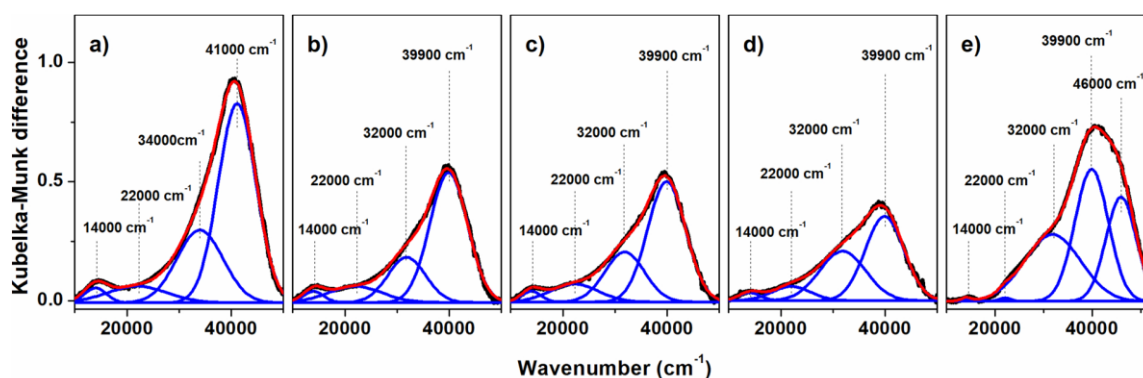 Kubelka-Munk difference
1.0
0.5
0.0
a)
41000 cm-1
34000cm-1
22000 cm-1
14000 cm-1
20000 40000
b)
39900 cm-1
32000 cm-1
22000 cm-1
14000 cm-1
20000 40000
c)
39900 cm-1
32000 cm-1
22000 cm-1
14000 cm-1
20000 40000
d)
39900 cm-1
32000 cm-1
22000 cm-1
14000 cm-1
20000 40000
e)
39900 cm-1
46000 cm-1
32000 cm-1
22000 cm-1
14000 cm-1
20000 40000
Wavenumber (cm-1)